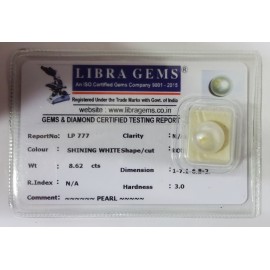 LIBRA GEMS®
An ISO Certified Gems Company 9001 - 2015
Registered Under the Trade Marks with Govt. of India
website : www.libragems.co.in
GEMS & DIAMOND CERTIFIED TESTING REPORT
ReportNo: LP 777 Clarity : N/A
Colour : SHINING WHITE Shape/cut :
Wt : 8.62 cts Dimension :
R.Index : N/A Hardness : 3.0
Comment : ~~~~~~ PEARL ~~~~~